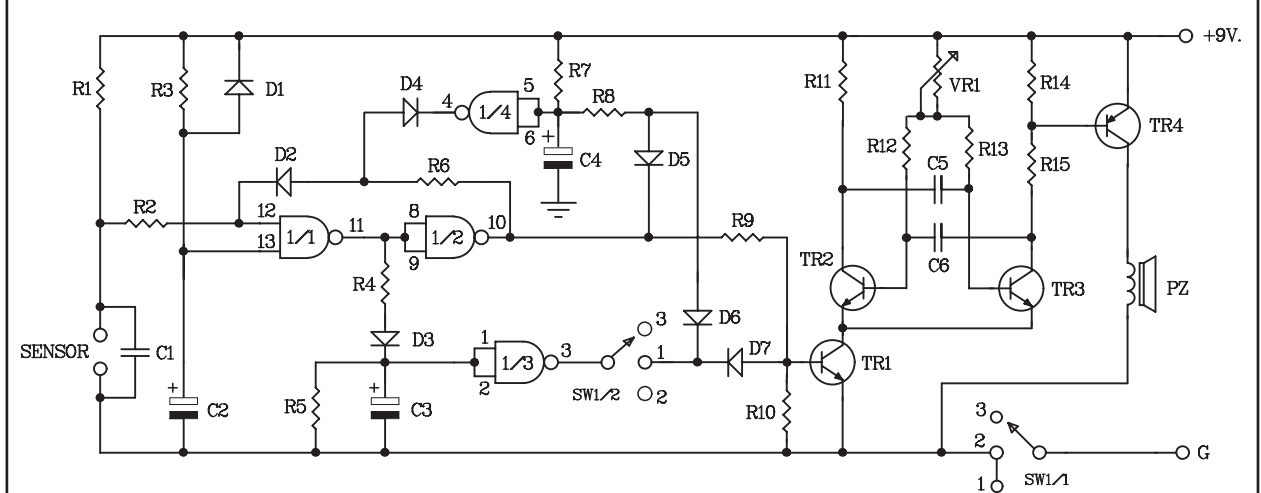 +9V.
R1
R3
D1
D4
4
1/4
5
6
R7
R8
R11
VR1
R14
TR4
D2
R6
+
C4
D5
R12
C5
R13
R15
R2
12
13
1/1
11
8
9
1/2
10
R9
C6
R4
TR2
TR3
PZ
SENSOR
C1
D3
1
2
1/3
3
3
1
2
SW1/2
D6
D7
TR1
+
C2
R5
+
C3
R10
3
2
1
SW1/1
G